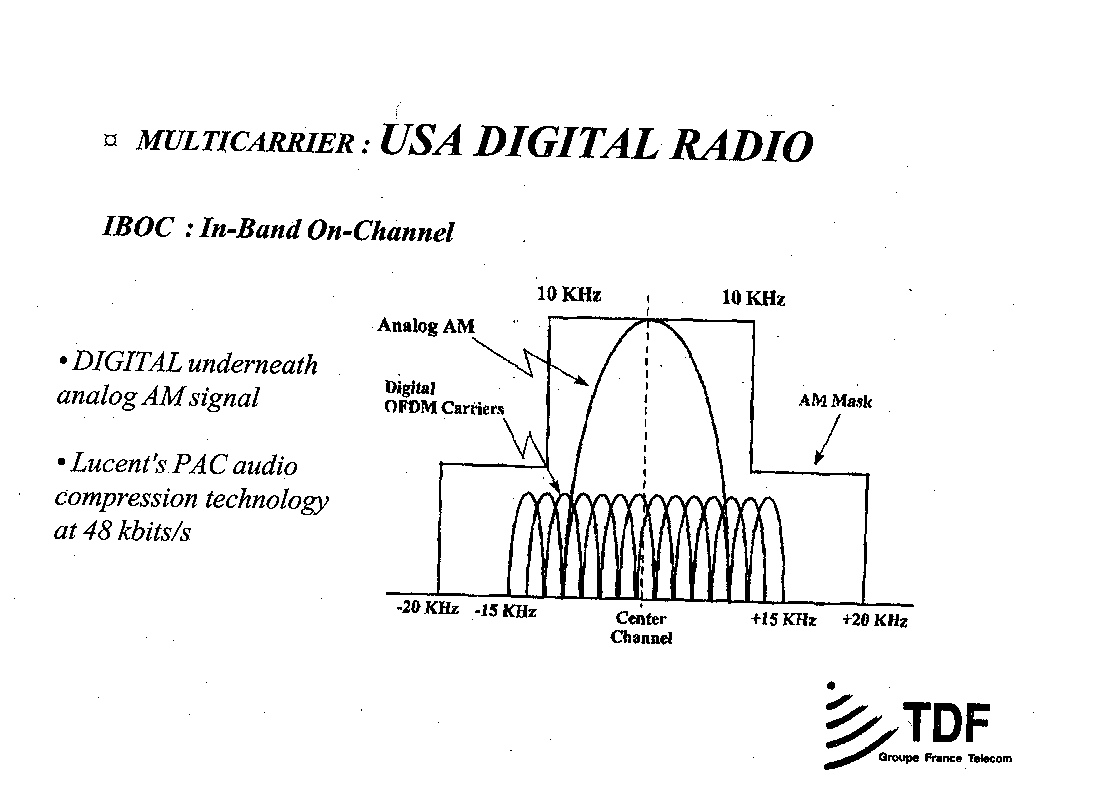 ¤ MULTICARRIER : USA DIGITAL RADIO
IBOC : In-Band On-Channel
• DIGITAL underneath
analog AM signal
• Lucent's PAC audio
compression technology
at 48 kbits/s
10 KHz 10 KHz
Analog AM
Digital
OFDM Carriers
AM Mask
-20 KHz -15 KHz Center +15 KHz +20 KHz
Channel
TDF
Groupe France Telecom